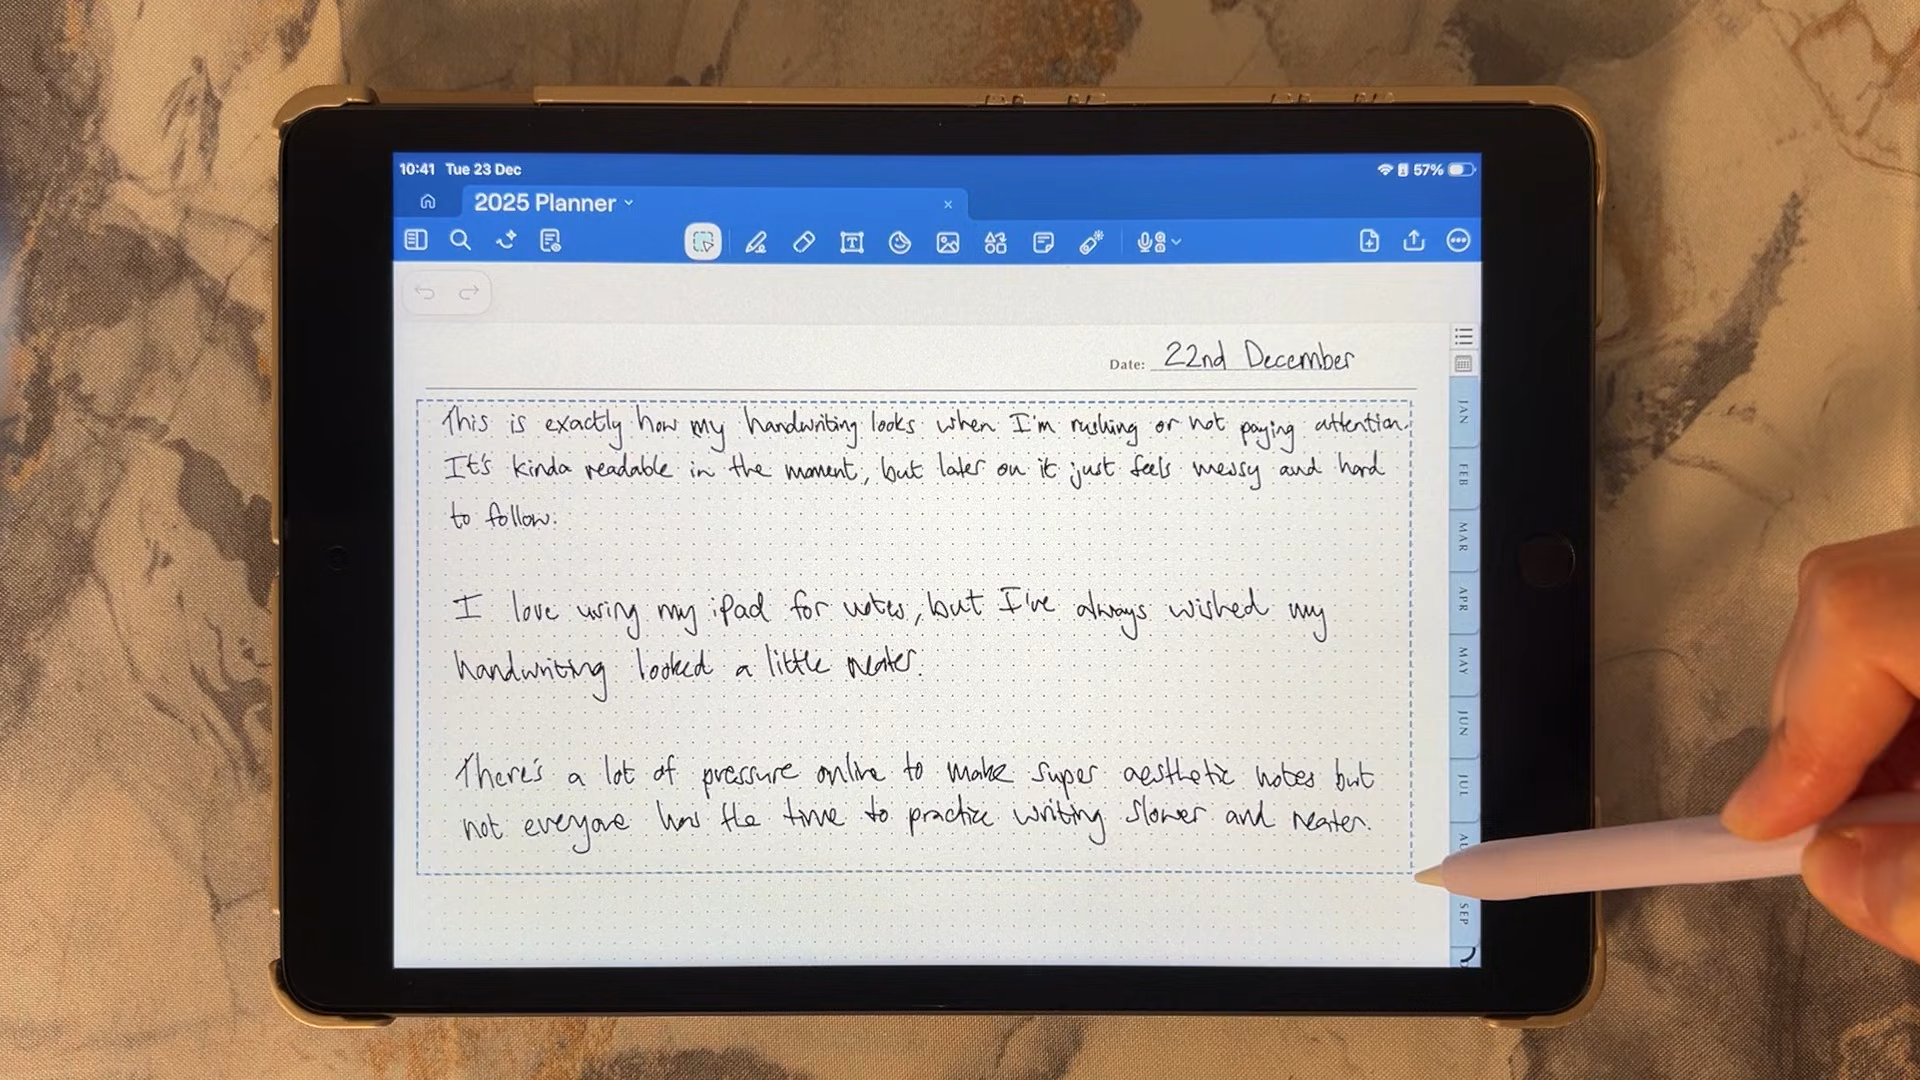 10:41 Tue 23 Dec
57%
2025 Planner
Date: 22nd December
This is exactly how my handwriting looks when I'm rushing or not paying attention.
It's kinda readable in the moment, but later on it just feels messy and hard
to follow.
I love using my iPad for notes, but I've always wished my
handwriting looked a little neater.
There's a lot of pressure online to make super aesthetic notes but
not everyone has the time to practice writing slower and neater.
JAN
FEB
MAR
APR
MAY
JUN
JUL
AU
SEP